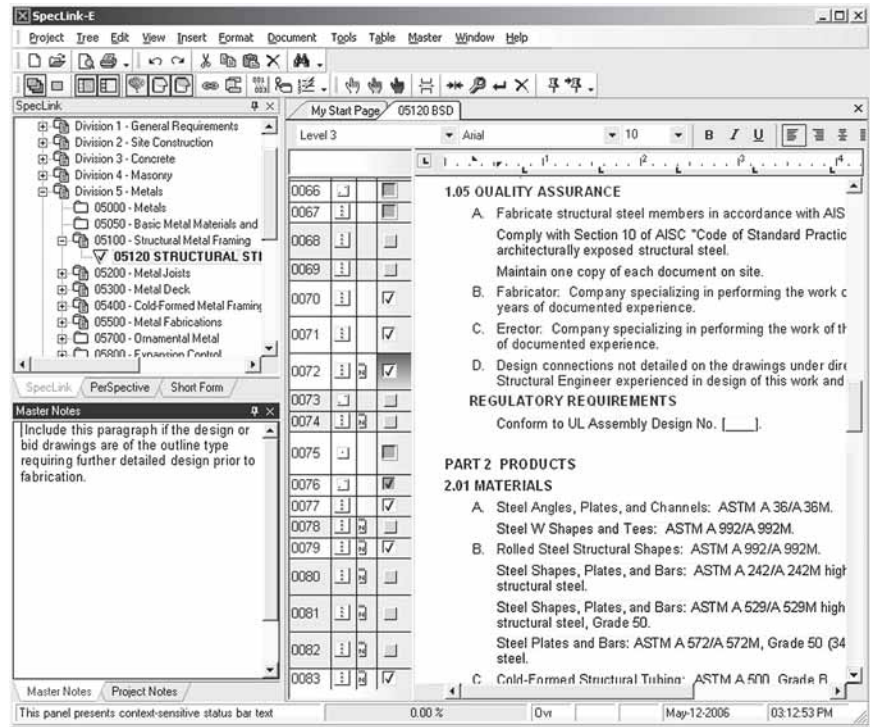 SpecLink-E
Project Tree Edit View Insert Format Document Tools Table Master Window Help
SpecLink
Division 1 - General Requirements
Division 2 - Site Construction
Division 3 - Concrete
Division 4 - Masonry
Division 5 - Metals
05000 - Metals
05050 - Basic Metal Materials and
05100 - Structural Metal Framing
05120 STRUCTURAL STI
05200 - Metal Joists
05300 - Metal Deck
05400 - Cold-Formed Metal Framing
05500 - Metal Fabrications
05700 - Ornamental Metal
05800 - Expansion Control
SpecLink PerSpective Short Form
Master Notes
Include this paragraph if the design or
bid drawings are of the outline type
requiring further detailed design prior to
fabrication.
Master Notes Project Notes
My Start Page 05120 BSD
Level 3 Arial 10 B I U
1 2 3 4
0066 1.05 QUALITY ASSURANCE
0067 A. Fabricate structural steel members in accordance with AIS
0068 Comply with Section 10 of AISC "Code of Standard Practic
architecturally exposed structural steel.
0069 Maintain one copy of each document on site.
0070 B. Fabricator: Company specializing in performing the work o
years of documented experience.
0071 C. Erector: Company specializing in performing the work of th
of documented experience.
0072 D. Design connections not detailed on the drawings under dire
Structural Engineer experienced in design of this work and
0073 REGULATORY REQUIREMENTS
0074 Conform to UL Assembly Design No. [____].
0075 PART 2 PRODUCTS
0076 2.01 MATERIALS
0077 A. Steel Angles, Plates, and Channels: ASTM A 36/A 36M.
0078 Steel W Shapes and Tees: ASTM A 992/A 992M.
0079 B. Rolled Steel Structural Shapes: ASTM A 992/A 992M.
0080 Steel Shapes, Plates, and Bars: ASTM A 242/A 242M high
structural steel.
0081 Steel Shapes, Plates, and Bars: ASTM A 529/A 529M high
structural steel, Grade 50.
0082 Steel Plates and Bars: ASTM A 572/A 572M, Grade 50 (34
steel.
0083 C. Cold-Formed Structural Tubing: ASTM A 500, Grade B
This panel presents context-sensitive status bar text 0.00 % Ovr May-12-2006 03:12:53 PM